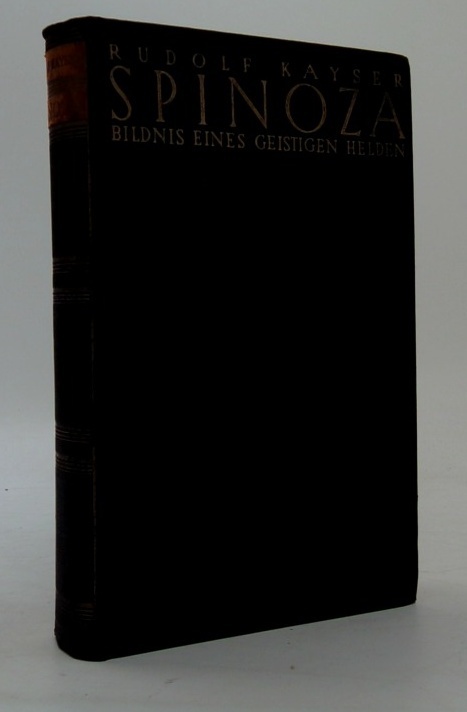 RUDOLF KAYSER
SPINOZA
BILDNIS EINES GEISTIGEN HELDEN